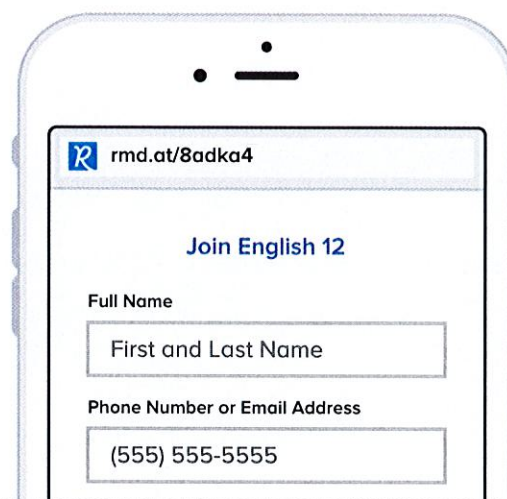 rmd.at/8adka4
Join English 12
Full Name
First and Last Name
Phone Number or Email Address
(555) 555-5555